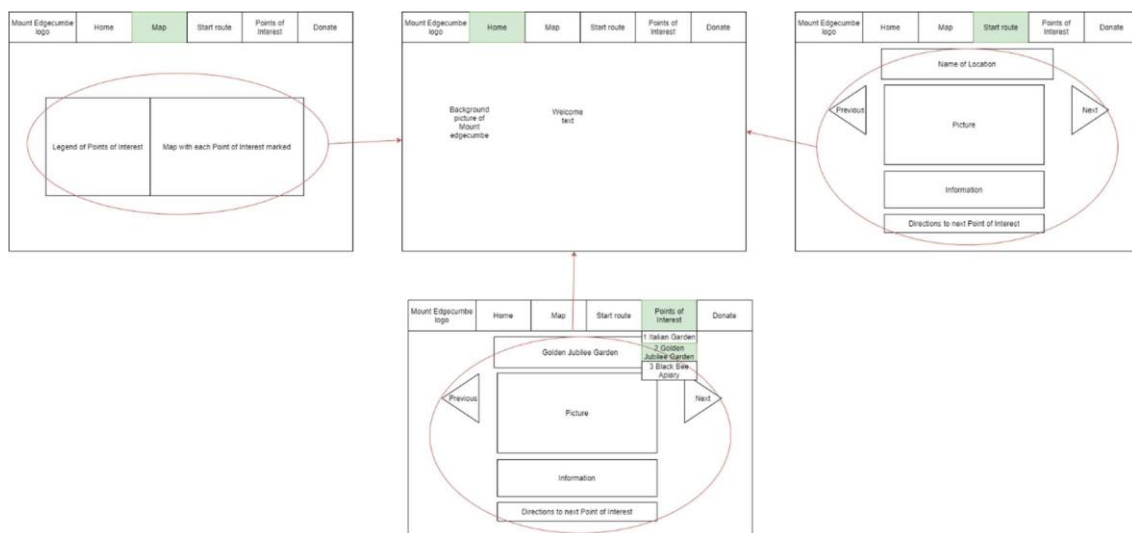 Mount Edgecumbe
logo
Home
Map
Start route
Points of
Interest
Donate
Legend of Points of Interest
Map with each Point of Interest marked
Mount Edgecumbe
logo
Home
Map
Start route
Points of
Interest
Donate
Background
picture of
Mount
edgecumbe
Welcome
text
Mount Edgecumbe
logo
Home
Map
Start route
Points of
Interest
Donate
Name of Location
Previous
Next
Picture
Information
Directions to next Point of Interest
Mount Edgecumbe
logo
Home
Map
Start route
Points of
Interest
Donate
1 Italian Garden
2 Golden
Jubilee Garden
3 Black Bee
Apiary
Golden Jubilee Garden
Previous
Next
Picture
Information
Directions to next Point of Interest